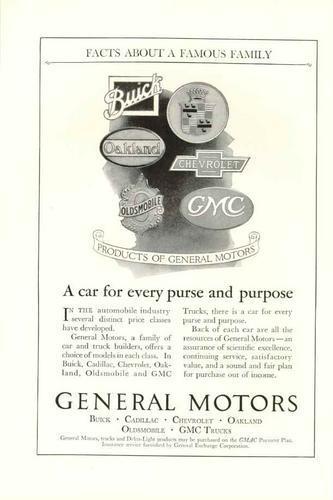 FACTS ABOUT A FAMOUS FAMILY
Buick
Oakland
CHEVROLET
OLDSMOBILE
GMC
PRODUCTS OF GENERAL MOTORS
A car for every purse and purpose
IN THE automobile industry
several distinct price classes
have developed.
General Motors, a family of
car and truck builders, offers a
choice of models in each class. In
Buick, Cadillac, Chevrolet, Oak-
land, Oldsmobile and GMC
Trucks, there is a car for every
purse and purpose.
Back of each car are all the
resources of General Motors—an
assurance of scientific excellence,
continuing service, satisfactory
value, and a sound and fair plan
for purchase out of income.
GENERAL MOTORS
BUICK · CADILLAC · CHEVROLET · OAKLAND
OLDSMOBILE · GMC TRUCKS
General Motors, trucks and Delco-Light products may be purchased on the GMAC Payment Plan.
Insurance service furnished by General Exchange Corporation.